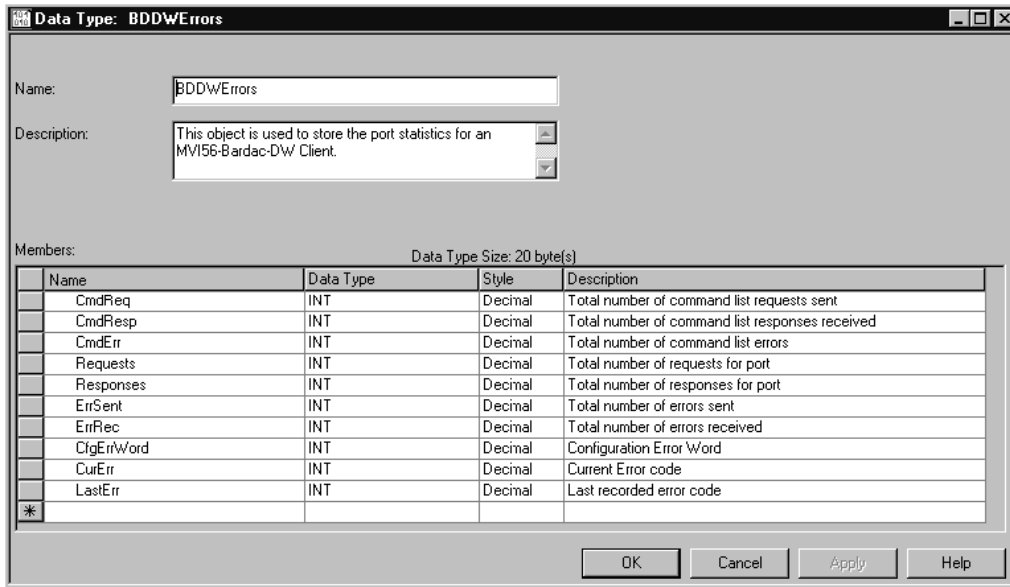 Data Type: BDDWErrors
Name: BDDWErrors
Description: This object is used to store the port statistics for an
MVI56-Bardac-DW Client.
Members: Data Type Size: 20 byte(s)
Name Data Type Style Description
CmdReq INT Decimal Total number of command list requests sent
CmdResp INT Decimal Total number of command list responses received
CmdErr INT Decimal Total number of command list errors
Requests INT Decimal Total number of requests for port
Responses INT Decimal Total number of responses for port
ErrSent INT Decimal Total number of errors sent
ErrRec INT Decimal Total number of errors received
CfgErrWord INT Decimal Configuration Error Word
CurErr INT Decimal Current Error code
LastErr INT Decimal Last recorded error code
OK Cancel Apply Help